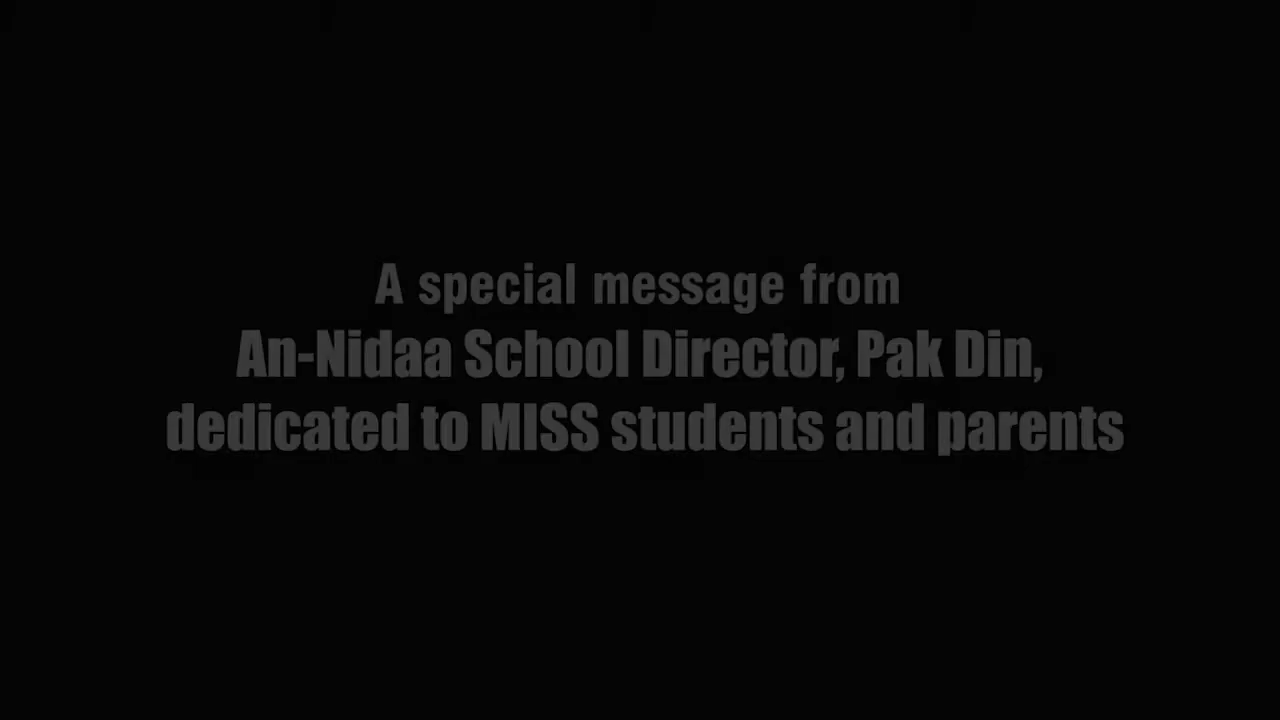 A special message from
An-Nidaa School Director, Pak Din,
dedicated to MISS students and parents